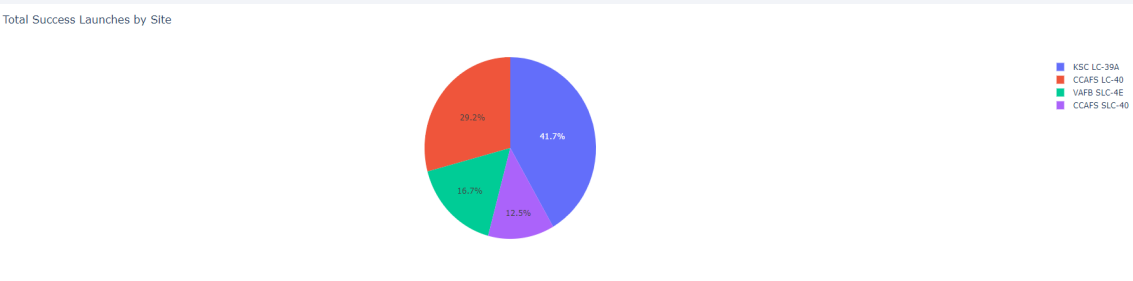 Total Success Launches by Site
KSC LC-39A
CCAFS LC-40
VAFB SLC-4E
CCAFS SLC-40
29.2%
41.7%
16.7%
12.5%